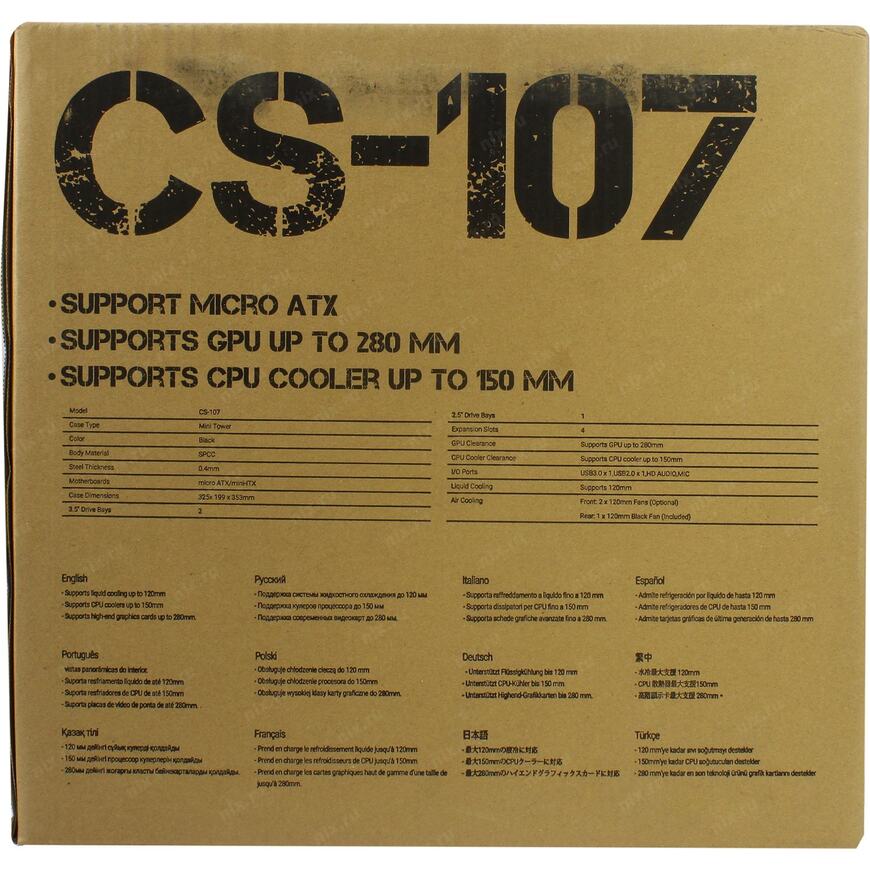 CS-107
• SUPPORT MICRO ATX
• SUPPORTS GPU UP TO 280 MM
• SUPPORTS CPU COOLER UP TO 150 MM
Model CS-107
Case Type Mini Tower
Color Black
Body Material SPCC
Steel Thickness 0.4mm
Motherboards micro ATX/mini-ITX
Case Dimensions 325x 199 x 353mm
3.5" Drive Bays 2
2.5" Drive Bays 1
Expansion Slots 4
GPU Clearance Supports GPU up to 280mm
CPU Cooler Clearance Supports CPU cooler up to 150mm
I/O Ports USB3.0 x 1,USB2.0 x 1,HD AUDIO,MIC
Liquid Cooling Supports 120mm
Air Cooling Front: 2 x 120mm Fans (Optional)
Rear: 1 x 120mm Black Fan (Included)
English
- Supports liquid cooling up to 120mm
- Supports CPU coolers up to 150mm
- Supports high-end graphics cards up to 280mm.
Русский
- Поддержка системы жидкостного охлаждения до 120 мм
- Поддержка кулеров процессора до 150 мм
- Поддержка современных видеокарт до 280 мм.
Italiano
- Supporta raffreddamento a liquido fino a 120 mm
- Supporta dissipatori per CPU fino a 150 mm
- Supporta schede grafiche avanzate fino a 280 mm.
Español
- Admite refrigeración por líquido de hasta 120 mm
- Admite refrigeradores de CPU de hasta 150 mm
- Admite tarjetas gráficas de última generación de hasta 280 mm
Português
vistas panorâmicas do interior.
- Suporta resfriamento líquido de até 120mm
- Suporta resfriadores de CPU de até 150mm
- Suporta placas de vídeo de ponta de até 280mm.
Polski
- Obsługuje chłodzenie cieczą do 120 mm
- Obsługuje chłodzenie procesora do 150mm
- Obsługuje wysokiej klasy karty graficzne do 280mm.
Deutsch
- Unterstützt Flüssigkühlung bis 120 mm
- Unterstützt CPU-Kühler bis 150 mm.
- Unterstützt Highend-Grafikkarten bis 280 mm.
繁中
- 水冷最大支援 120mm
- CPU 散熱器最大支援150mm
- 高階顯示卡最大支援 280mm
Қазақ тілі
- 120 мм дейінгі сұйық кулерді қолдайды
- 150 мм дейінгі процессор кулерлерін қолдайды
- 280мм дейінгі жоғарғы класты бейнекарталарды қолдайды.
Français
- Prend en charge le refroidissement liquide jusqu'à 120mm
- Prend en charge les refroidisseurs de CPU jusqu'à 150mm
- Prend en charge les cartes graphiques haut de gamme d'une taille de
jusqu'à 280mm.
日本語
- 最大120mmの液冷に対応
- 最大150mmのCPUクーラーに対応
- 最大280mmのハイエンドグラフィックスカードに対応
Türkçe
- 120 mm'ye kadar sıvı soğutmayı destekler
- 150mm'ye kadar CPU soğutucuları destekler
- 280 mm'ye kadar en son teknoloji ürünü grafik kartlarını destekler